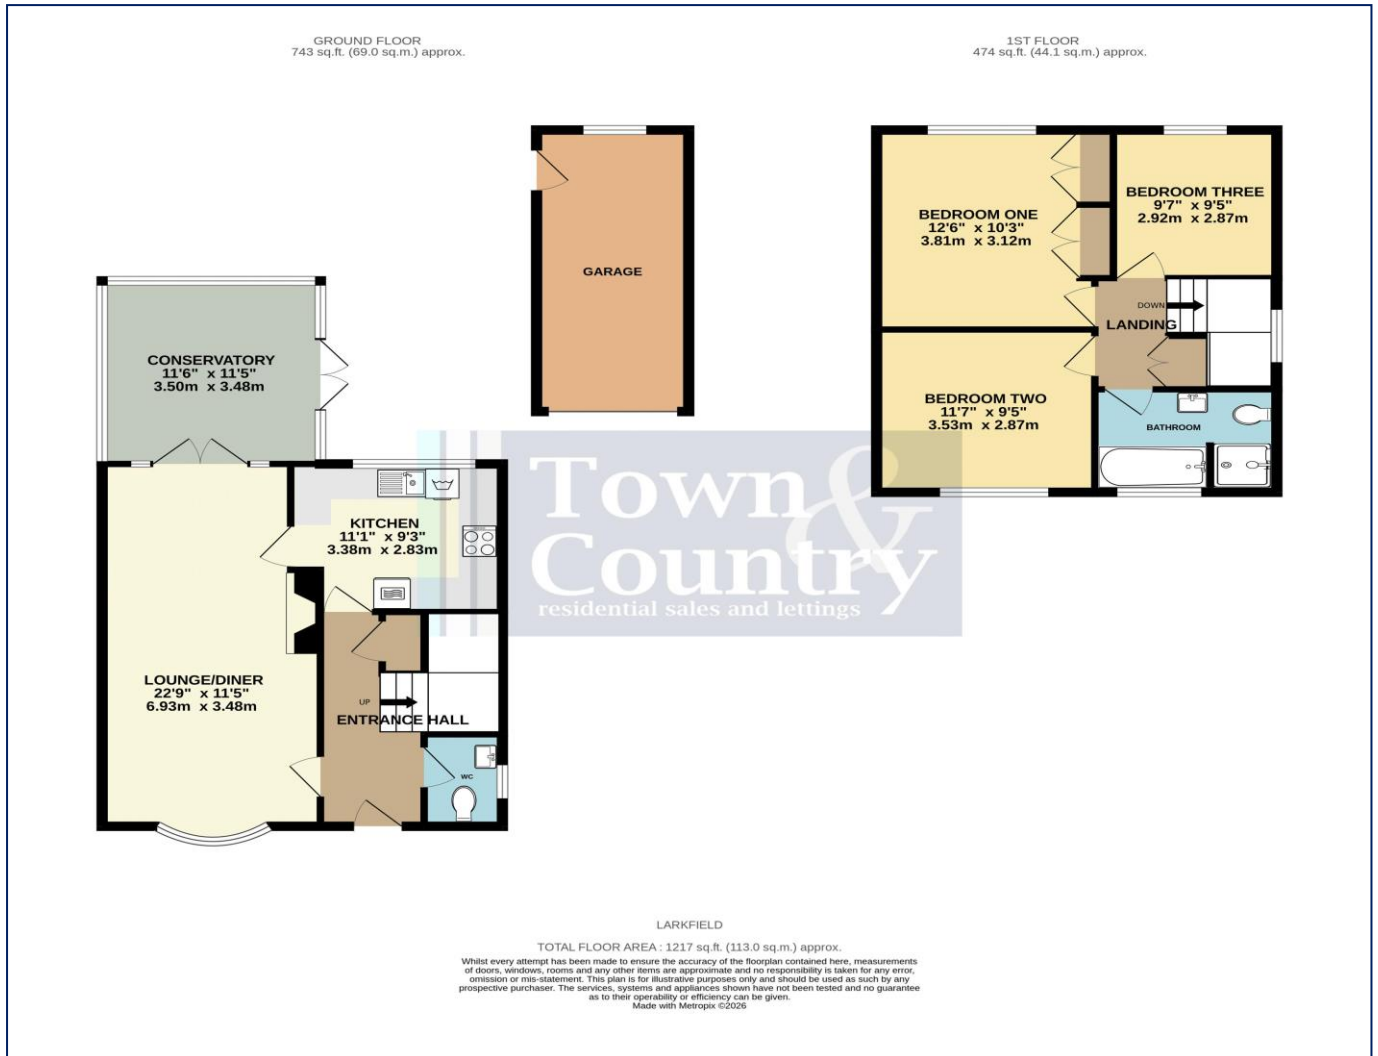 GROUND FLOOR
743 sq.ft. (69.0 sq.m.) approx.
1ST FLOOR
474 sq.ft. (44.1 sq.m.) approx.
GARAGE
CONSERVATORY
11'6" x 11'5"
3.50m x 3.48m
KITCHEN
11'1" x 9'3"
3.38m x 2.83m
LOUNGE/DINER
22'9" x 11'5"
6.93m x 3.48m
UP
ENTRANCE HALL
WC
BEDROOM ONE
12'6" x 10'3"
3.81m x 3.12m
BEDROOM THREE
9'7" x 9'5"
2.92m x 2.87m
DOWN
LANDING
BEDROOM TWO
11'7" x 9'5"
3.53m x 2.87m
BATHROOM
Town &
Country
residential sales and lettings
LARKFIELD
TOTAL FLOOR AREA : 1217 sq.ft. (113.0 sq.m.) approx.
Whilst every attempt has been made to ensure the accuracy of the floorplan contained here, measurements
of doors, windows, rooms and any other items are approximate and no responsibility is taken for any error,
omission or mis-statement. This plan is for illustrative purposes only and should be used as such by any
prospective purchaser. The services, systems and appliances shown have not been tested and no guarantee
as to their operability or efficiency can be given.
Made with Metropix ©2026